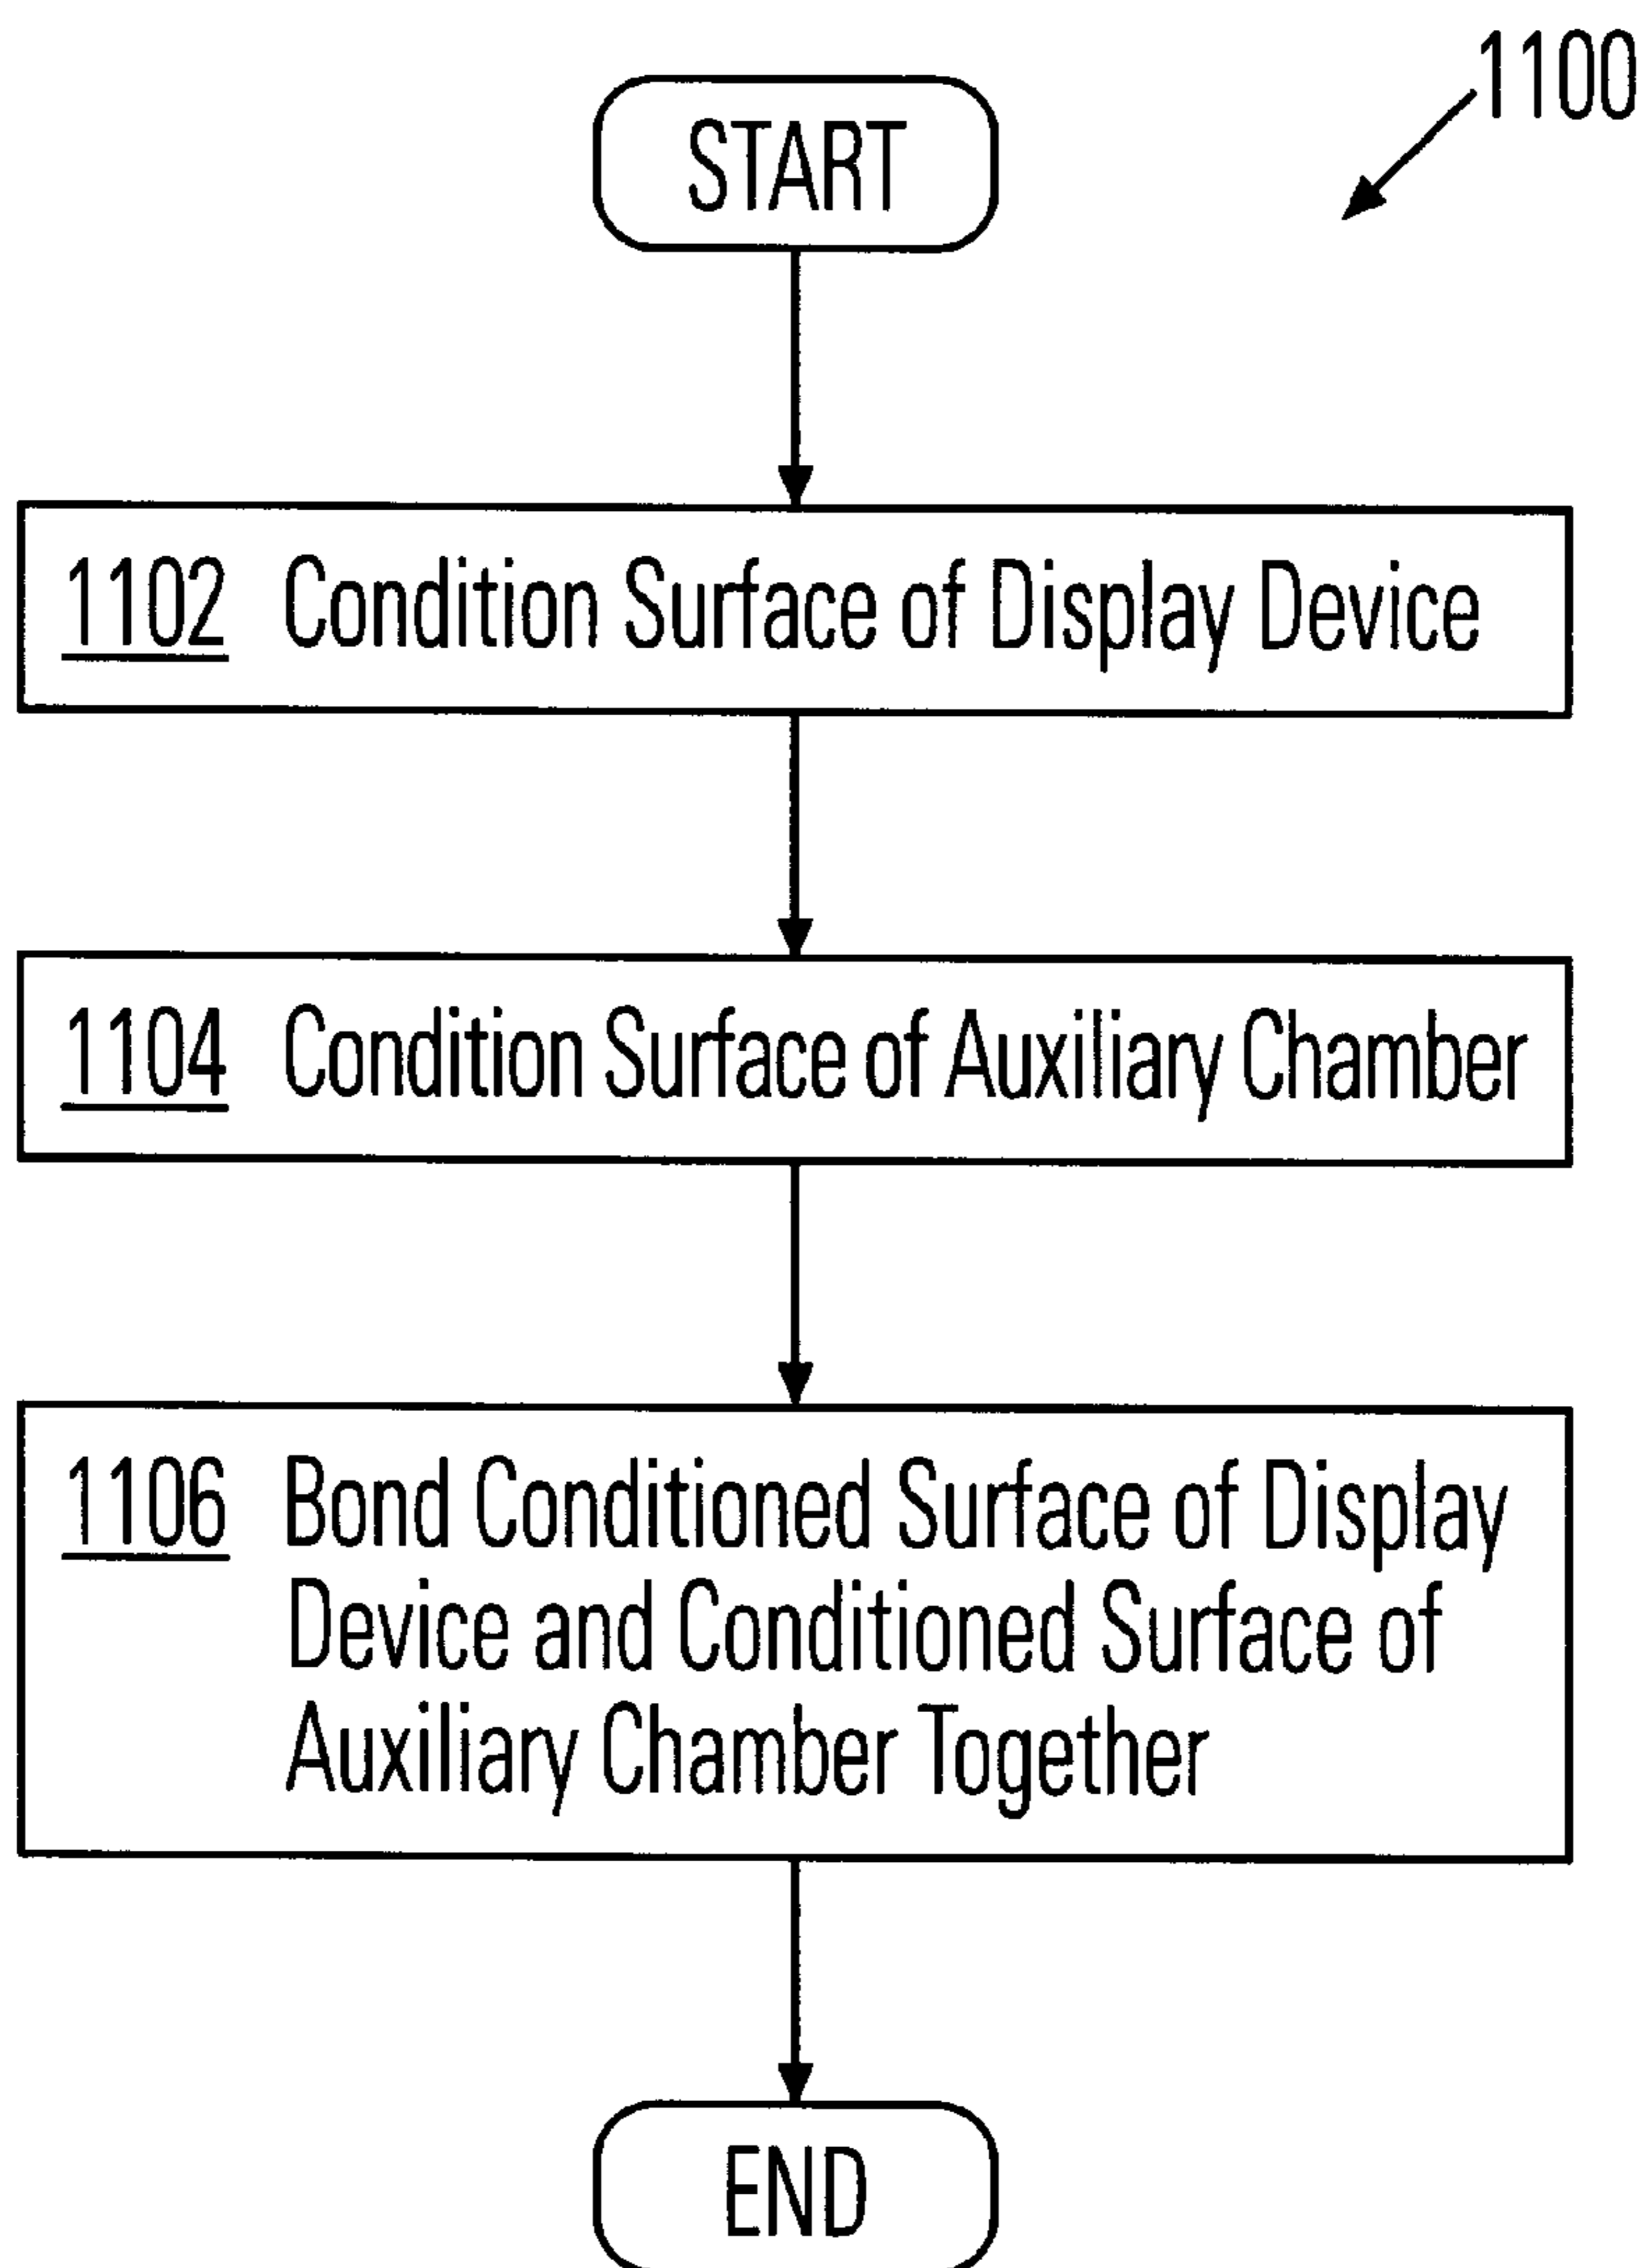 1100
START
1102 Condition Surface of Display Device
1104 Condition Surface of Auxiliary Chamber
1106 Bond Conditioned Surface of Display
Device and Conditioned Surface of
Auxiliary Chamber Together
END